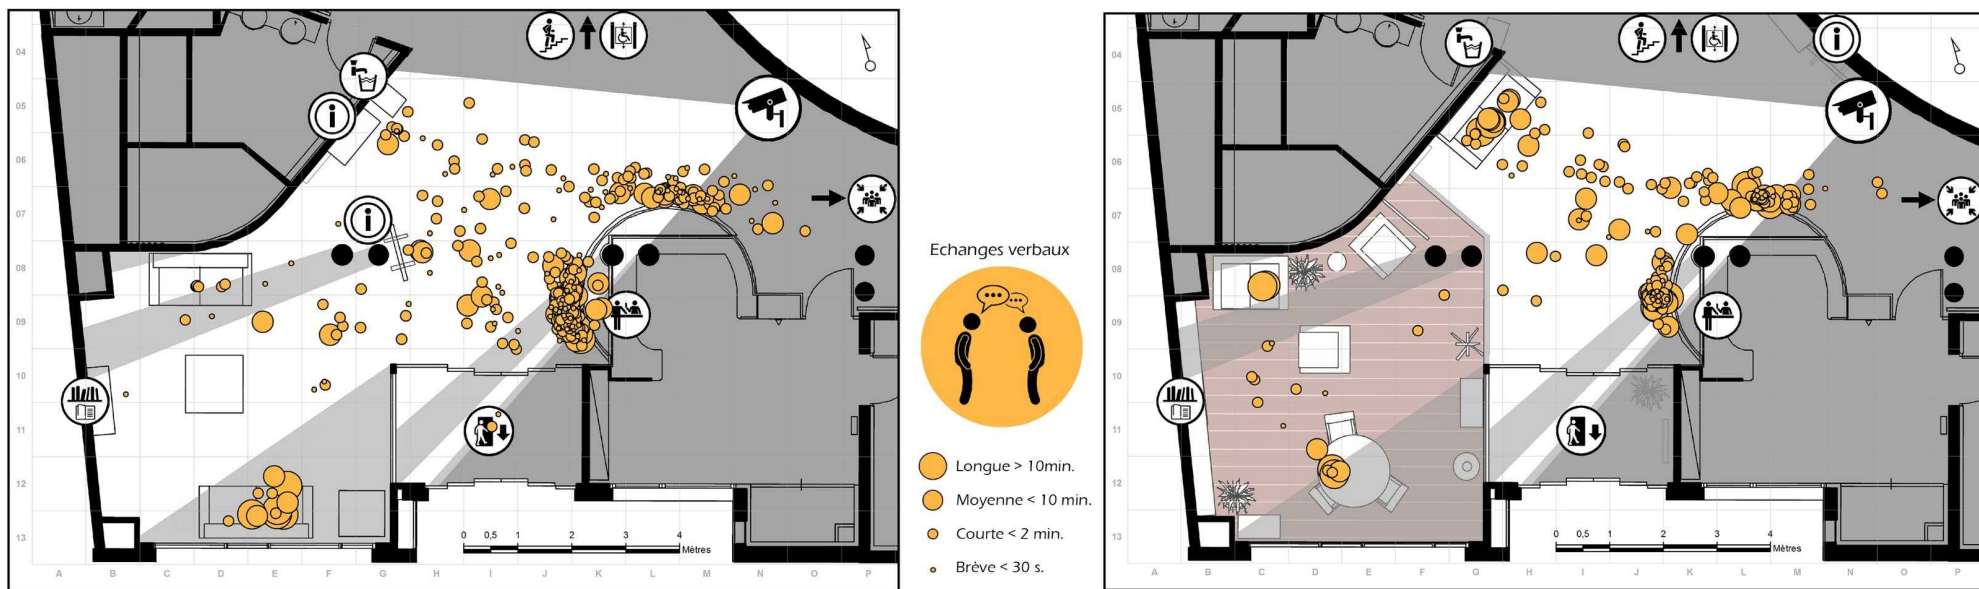 04
05
06
07
08
09
10
11
12
13
A B C D E F G H I J K L M N O P
0 0,5 1 2 3 4
Mètres
Echanges verbaux
Longue > 10min.
Moyenne < 10 min.
Courte < 2 min.
Brève < 30 s.
04
05
06
07
08
09
10
11
12
13
A B C D E F G H I J K L M N O P
0 0,5 1 2 3 4
Mètres